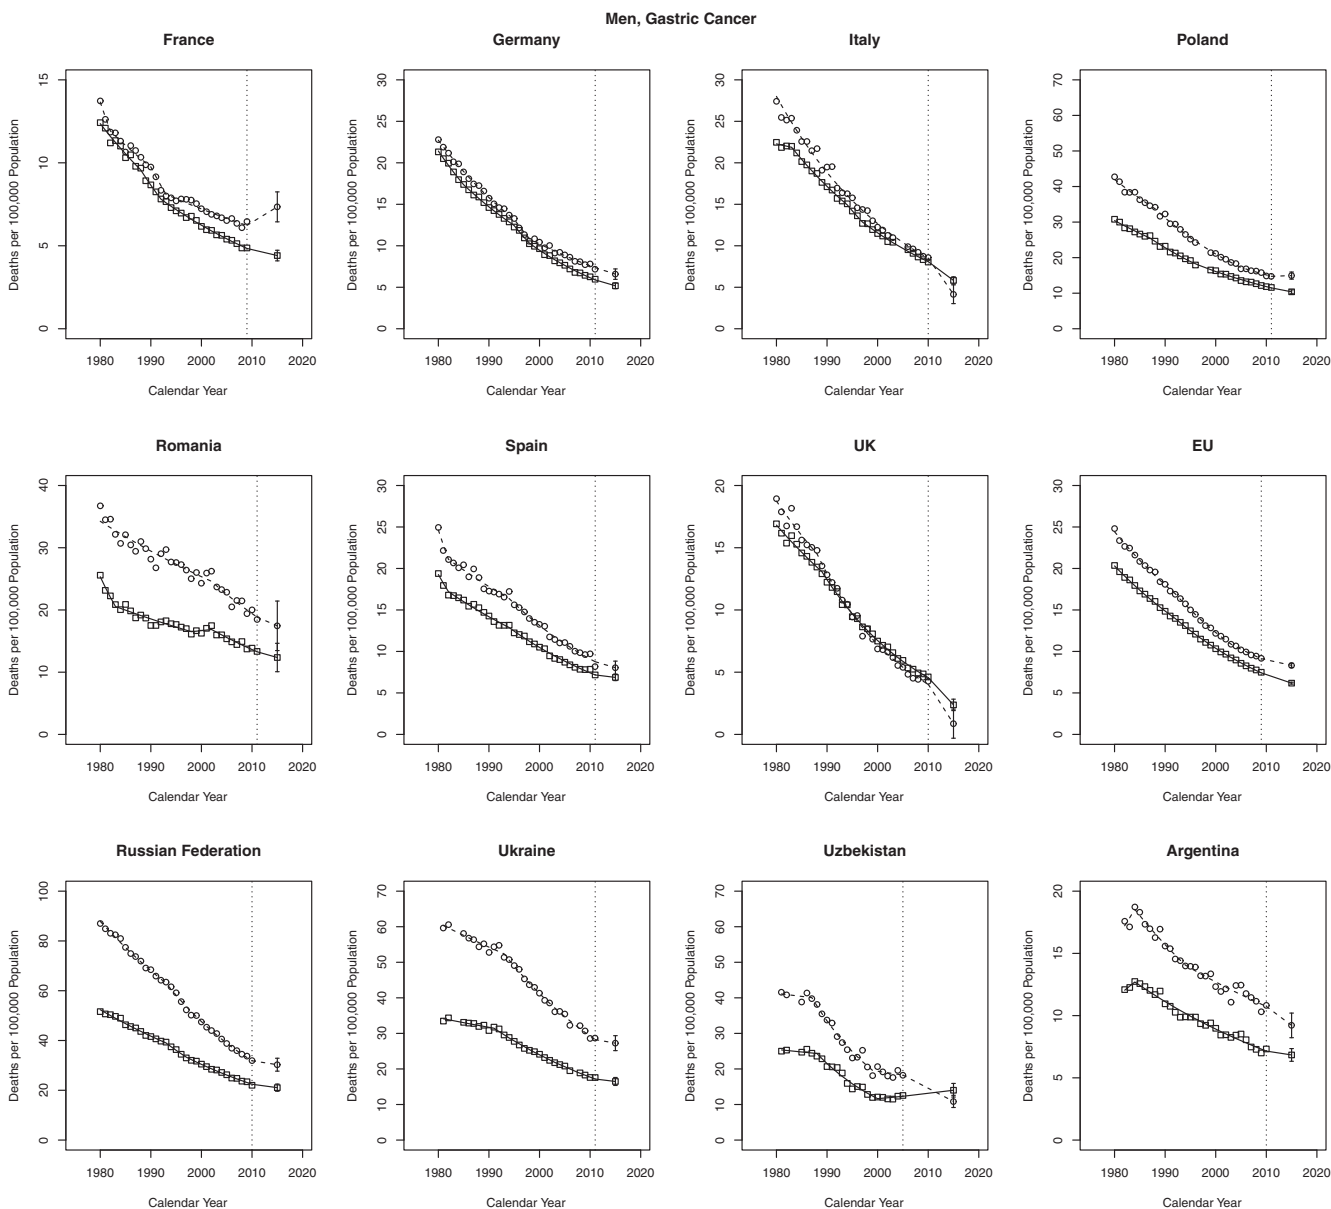 Men, Gastric Cancer
France
Germany
Italy
Poland
Deaths per 100,000 Population
0 5 10 15
1980 1990 2000 2010 2020
Calendar Year
Deaths per 100,000 Population
0 5 10 15 20 25 30
1980 1990 2000 2010 2020
Calendar Year
Deaths per 100,000 Population
0 5 10 15 20 25 30
1980 1990 2000 2010 2020
Calendar Year
Deaths per 100,000 Population
0 10 20 30 40 50 60 70
1980 1990 2000 2010 2020
Calendar Year
Romania
Spain
UK
EU
Deaths per 100,000 Population
0 10 20 30 40
1980 1990 2000 2010 2020
Calendar Year
Deaths per 100,000 Population
0 5 10 15 20 25 30
1980 1990 2000 2010 2020
Calendar Year
Deaths per 100,000 Population
0 5 10 15 20
1980 1990 2000 2010 2020
Calendar Year
Deaths per 100,000 Population
0 5 10 15 20 25 30
1980 1990 2000 2010 2020
Calendar Year
Russian Federation
Ukraine
Uzbekistan
Argentina
Deaths per 100,000 Population
0 20 40 60 80 100
1980 1990 2000 2010 2020
Calendar Year
Deaths per 100,000 Population
0 10 20 30 40 50 60 70
1980 1990 2000 2010 2020
Calendar Year
Deaths per 100,000 Population
0 10 20 30 40 50 60 70
1980 1990 2000 2010 2020
Calendar Year
Deaths per 100,000 Population
0 5 10 15 20
1980 1990 2000 2010 2020
Calendar Year